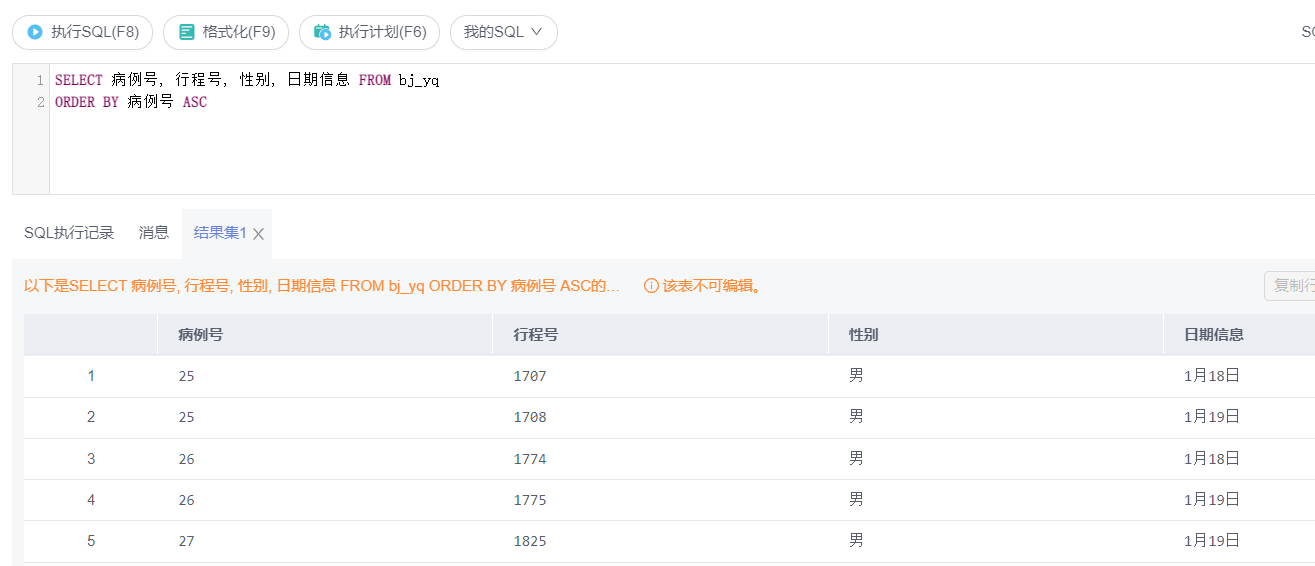 执行SQL(F8) 格式化(F9) 执行计划(F6) 我的SQL
1 SELECT 病例号, 行程号, 性别, 日期信息 FROM bj_yq
2 ORDER BY 病例号 ASC
SQL执行记录 消息 结果集1
以下是SELECT 病例号, 行程号, 性别, 日期信息 FROM bj_yq ORDER BY 病例号 ASC的... 该表不可编辑。 复制行
病例号 行程号 性别 日期信息
1 25 1707 男 1月18日
2 25 1708 男 1月19日
3 26 1774 男 1月18日
4 26 1775 男 1月19日
5 27 1825 男 1月19日